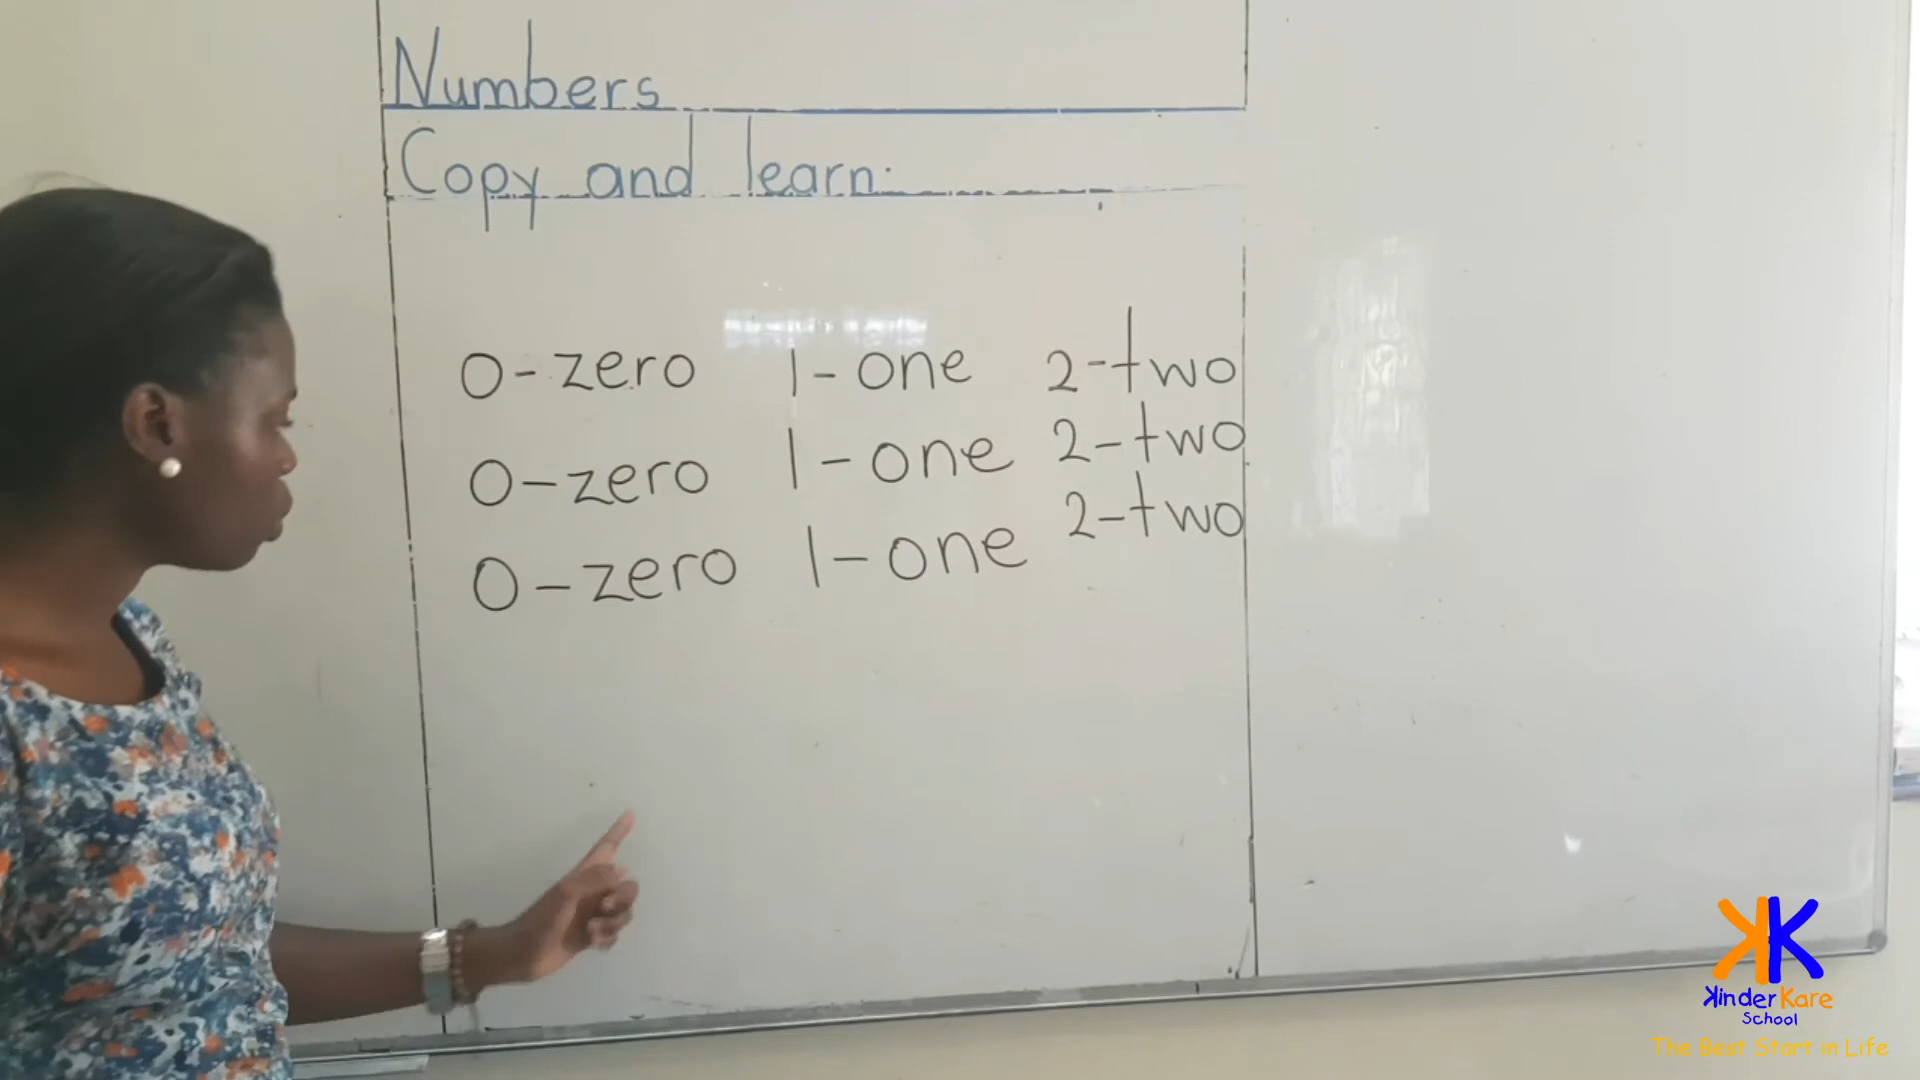 Numbers
Copy and learn.
0-zero 1-one 2-two
0-zero 1-one 2-two
0-zero 1-one 2-two
KK
KinderKare
School
The Best Start in Life